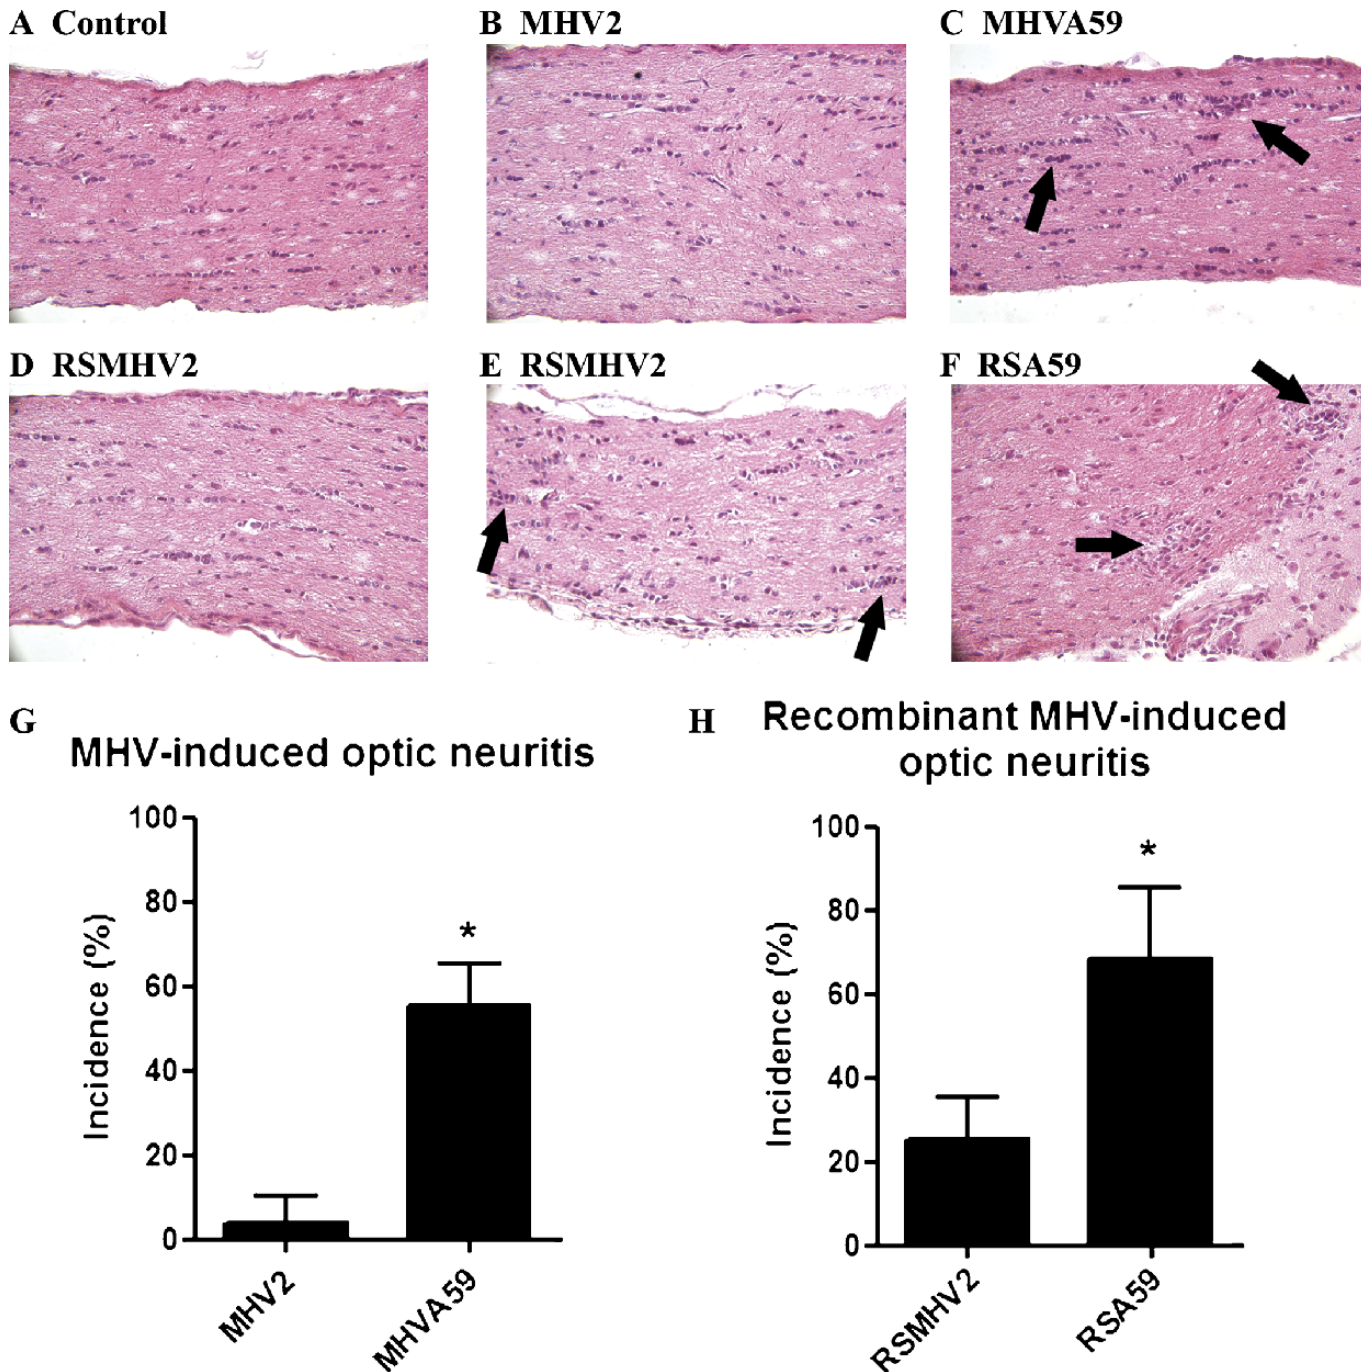 A Control
B MHV2
C MHVA59
D RSMHV2
E RSMHV2
F RSA59
G
MHV-induced optic neuritis
100
80
60
40
20
0
Incidence (%)
*
MHV2
MHVA59
H
Recombinant MHV-induced
optic neuritis
100
80
60
40
20
0
Incidence (%)
*
RSMHV2
RSA59